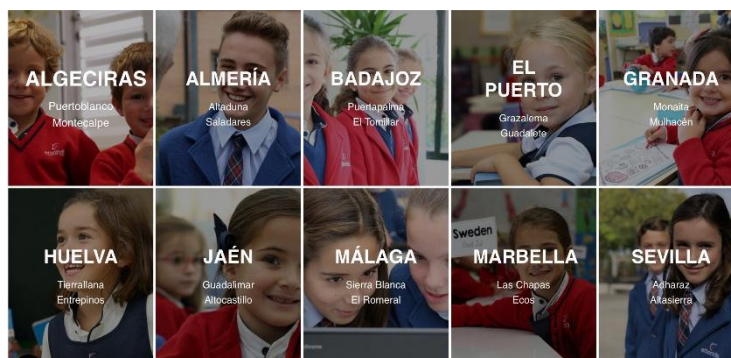 ALGECIRAS
Puertoblanco
Montecalpe
ALMERÍA
Altaduna
Saladares
BADAJOZ
Puertapalma
El Tomillar
EL
PUERTO
Grazalema
Guadalete
GRANADA
Monaita
Mulhacén
HUELVA
Tierrallana
Entrepinos
JAÉN
Guadalimar
Altocastillo
MÁLAGA
Sierra Blanca
El Romeral
Sweden
MARBELLA
Las Chapas
Ecos
SEVILLA
Adharaz
Altasierra